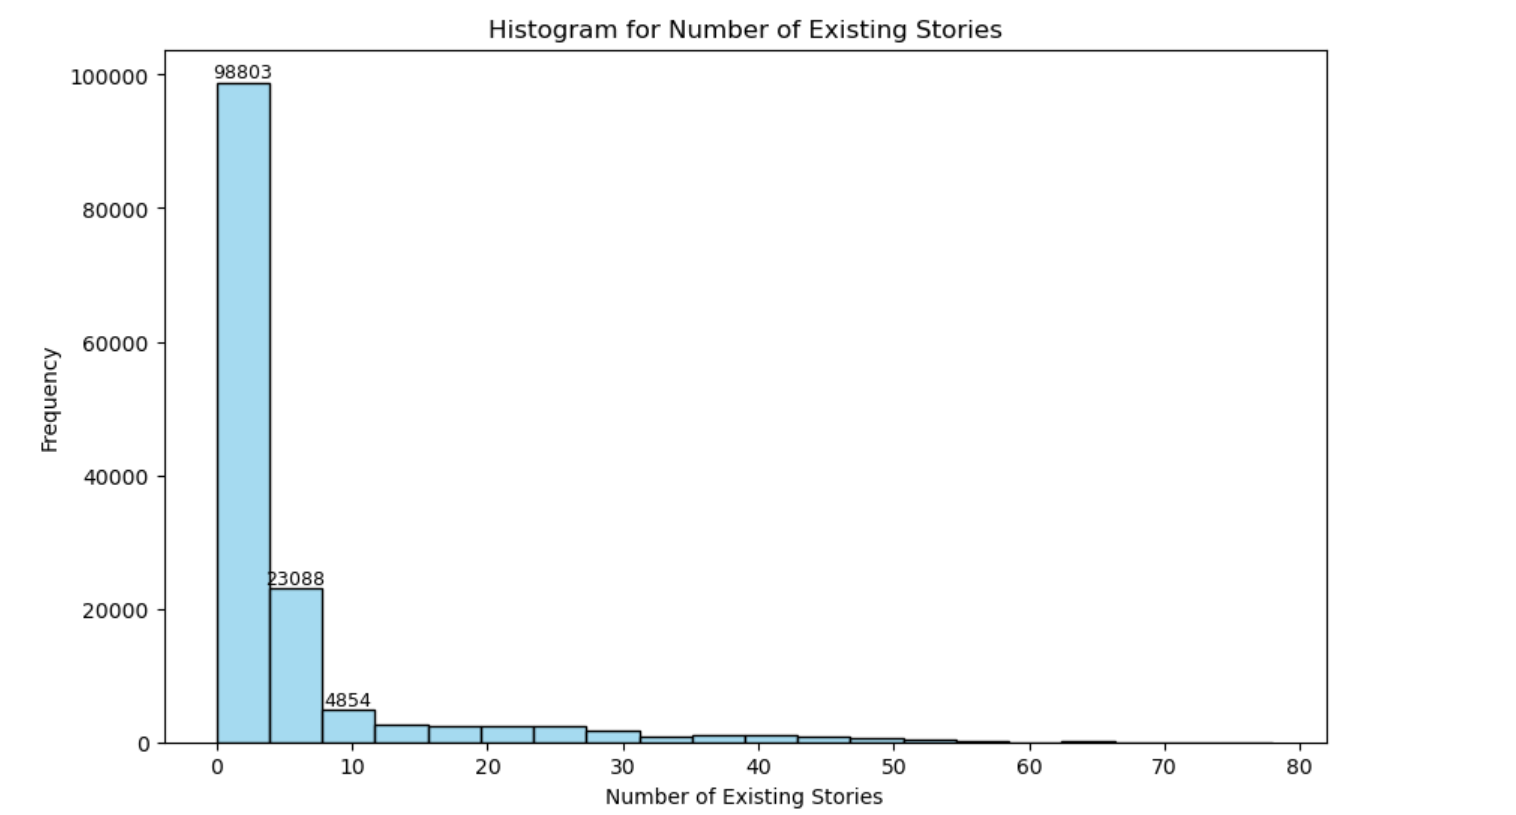 Histogram for Number of Existing Stories
98803
100000
80000
60000
40000
20000
0
Frequency
23088
4854
0 10 20 30 40 50 60 70 80
Number of Existing Stories